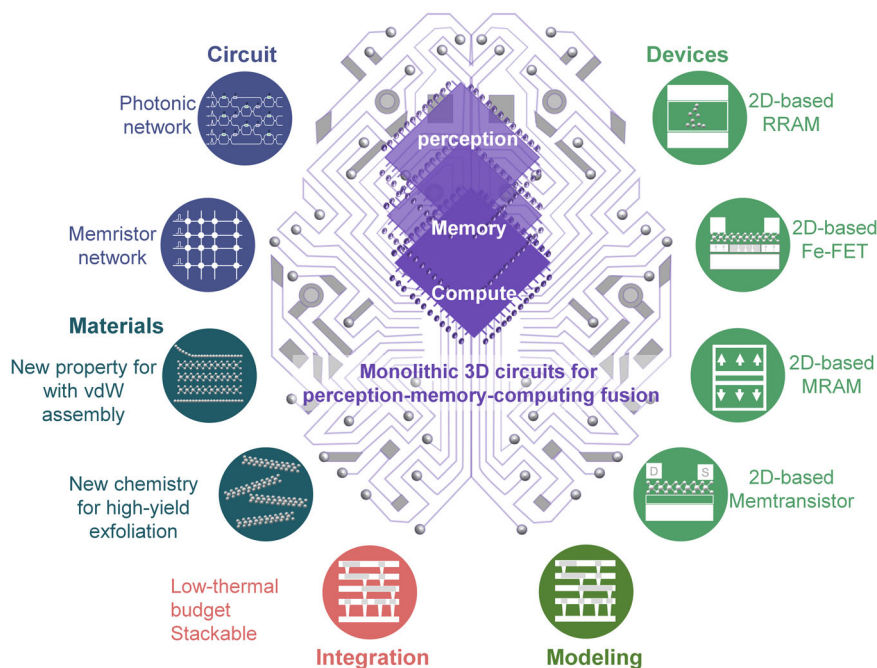 Circuit
Photonic
network
Memristor
network
Materials
New property for
with vdW
assembly
New chemistry
for high-yield
exfoliation
perception
Memory
Compute
Monolithic 3D circuits for
perception-memory-computing fusion
Devices
2D-based
RRAM
2D-based
Fe-FET
2D-based
MRAM
D
S
2D-based
Memtransistor
Low-thermal
budget
Stackable
Integration
Modeling